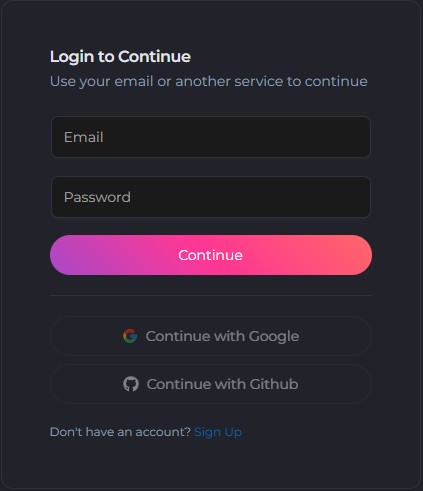 Login to Continue
Use your email or another service to continue
Email
Password
Continue
Continue with Google
Continue with Github
Don't have an account? Sign Up